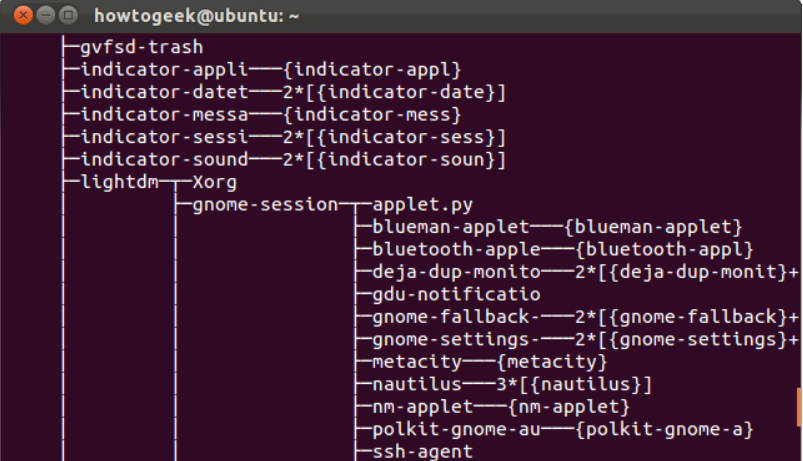 howtogeek@ubuntu: ~
├─gvfsd-trash
├─indicator-appli───{indicator-appl}
├─indicator-datet───2*[{indicator-date}]
├─indicator-messa───{indicator-mess}
├─indicator-sessi───2*[{indicator-sess}]
├─indicator-sound───2*[{indicator-soun}]
├─lightdm─┬─Xorg
│         ├─gnome-session─┬─applet.py
│         │               ├─blueman-applet───{blueman-applet}
│         │               ├─bluetooth-apple───{bluetooth-appl}
│         │               ├─deja-dup-monito───2*[{deja-dup-monit}+
│         │               ├─gdu-notificatio
│         │               ├─gnome-fallback-───2*[{gnome-fallback}+
│         │               ├─gnome-settings-───2*[{gnome-settings}+
│         │               ├─metacity───{metacity}
│         │               ├─nautilus───3*[{nautilus}]
│         │               ├─nm-applet───{nm-applet}
│         │               ├─polkit-gnome-au───{polkit-gnome-a}
│         │               ├─ssh-agent